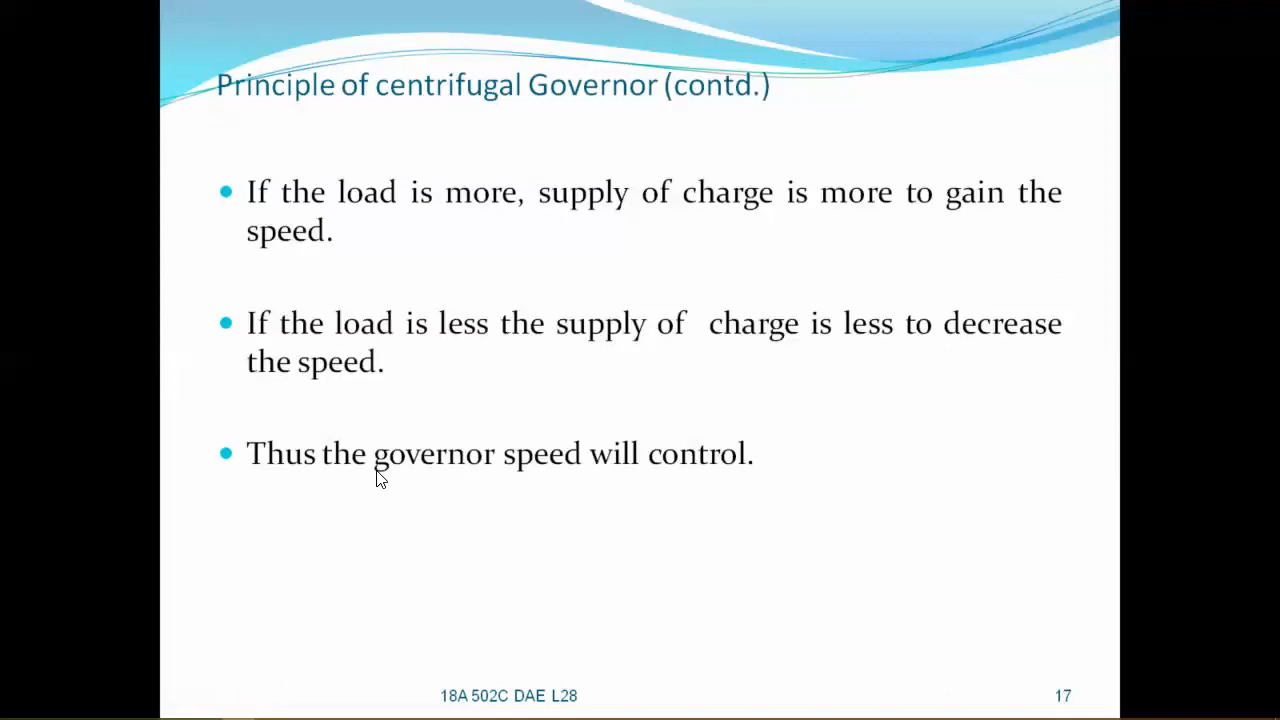 Principle of centrifugal Governor (contd.)
If the load is more, supply of charge is more to gain the
speed.
If the load is less the supply of charge is less to decrease
the speed.
Thus the governor speed will control.
18A 502C DAE L28
17